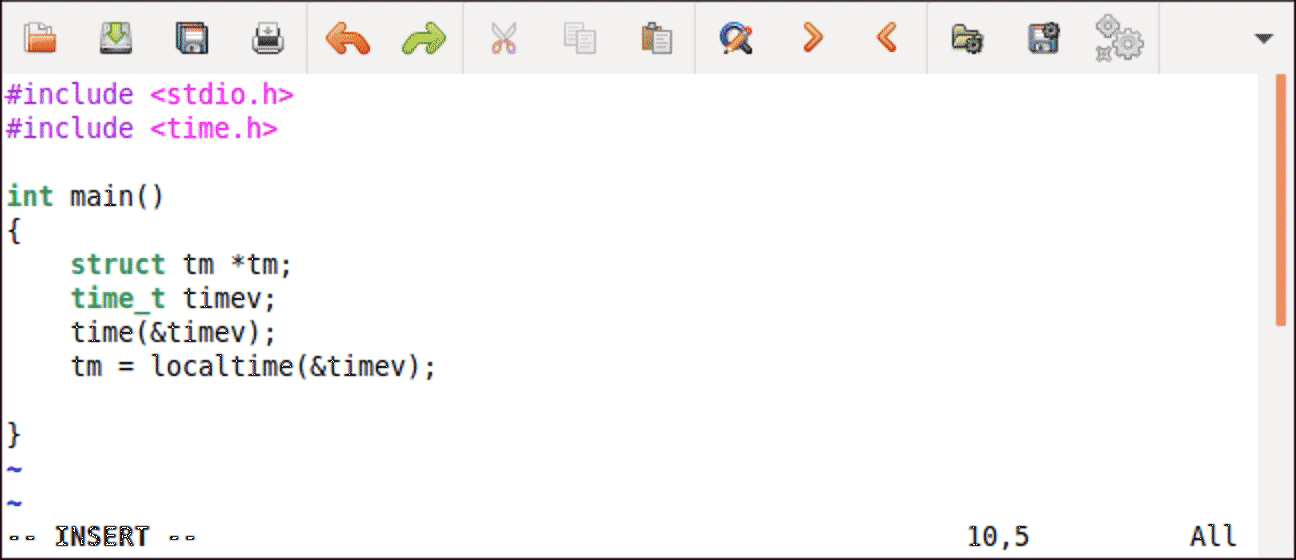 #include <stdio.h>
#include <time.h>
int main()
{
    struct tm *tm;
    time_t timev;
    time(&timev);
    tm = localtime(&timev);
}
~
~
-- INSERT -- 10,5 All